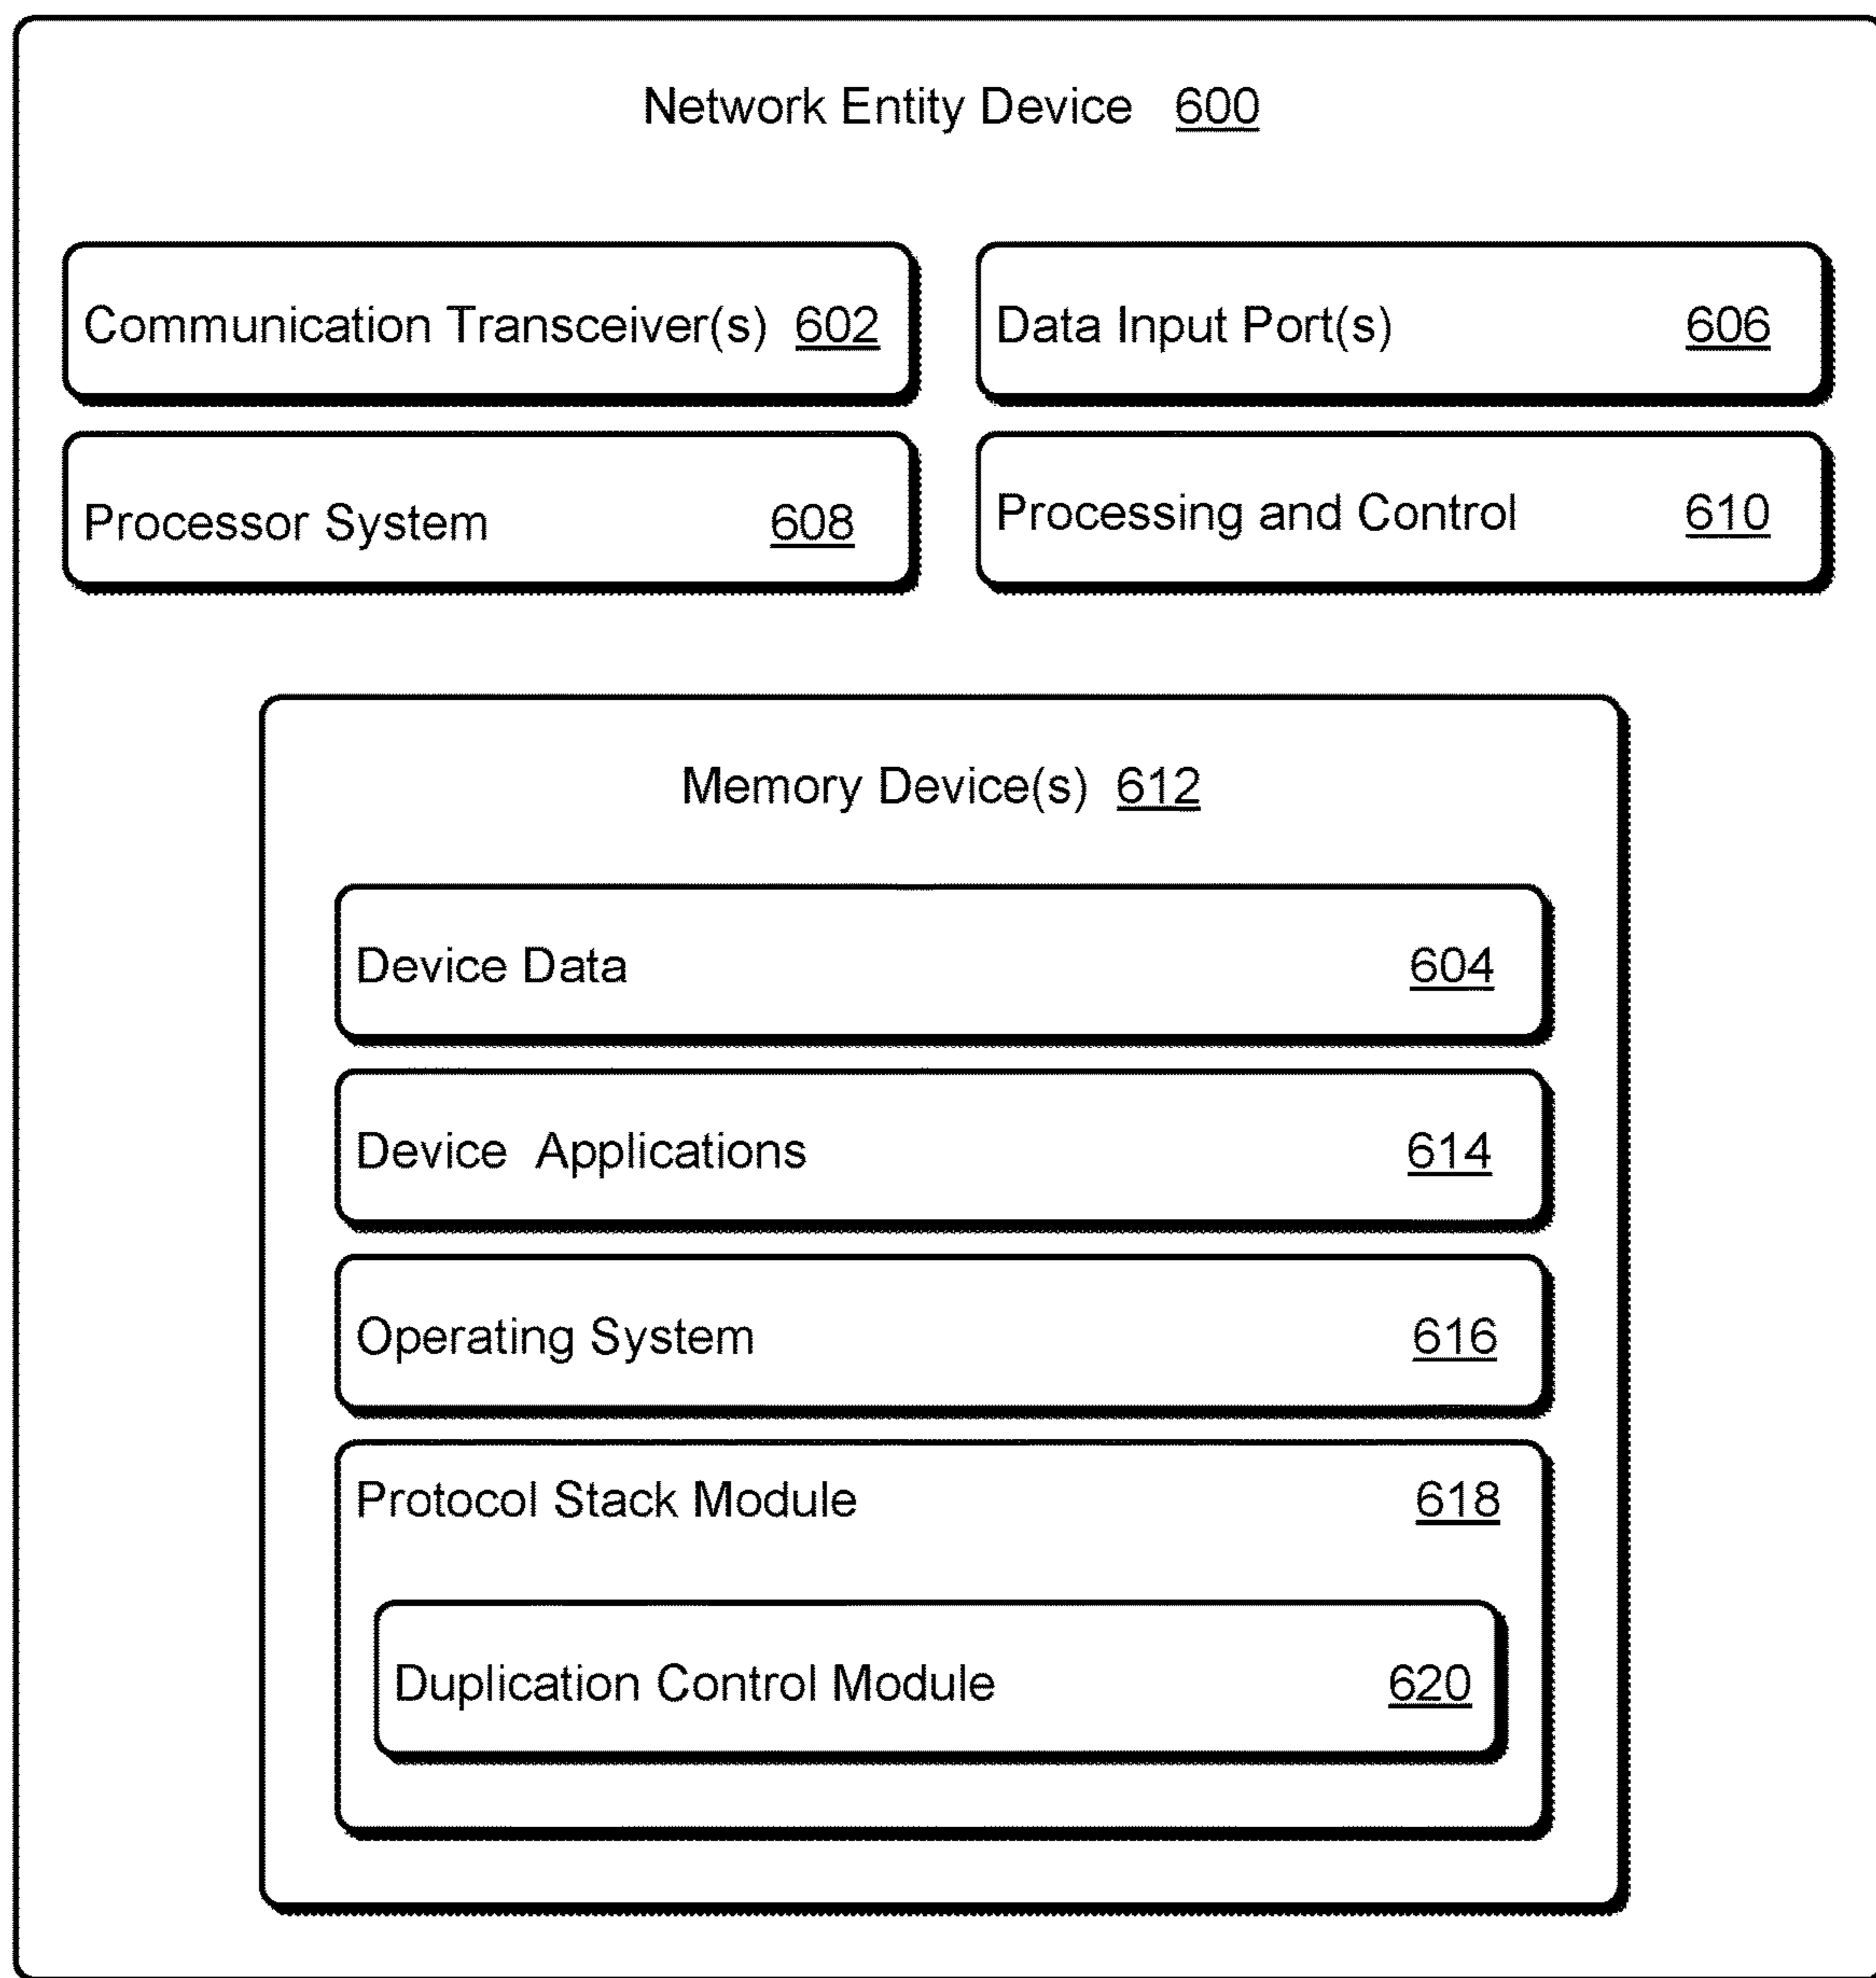 Network Entity Device 600
Communication Transceiver(s) 602
Data Input Port(s) 606
Processor System 608
Processing and Control 610
Memory Device(s) 612
Device Data 604
Device Applications 614
Operating System 616
Protocol Stack Module 618
Duplication Control Module 620